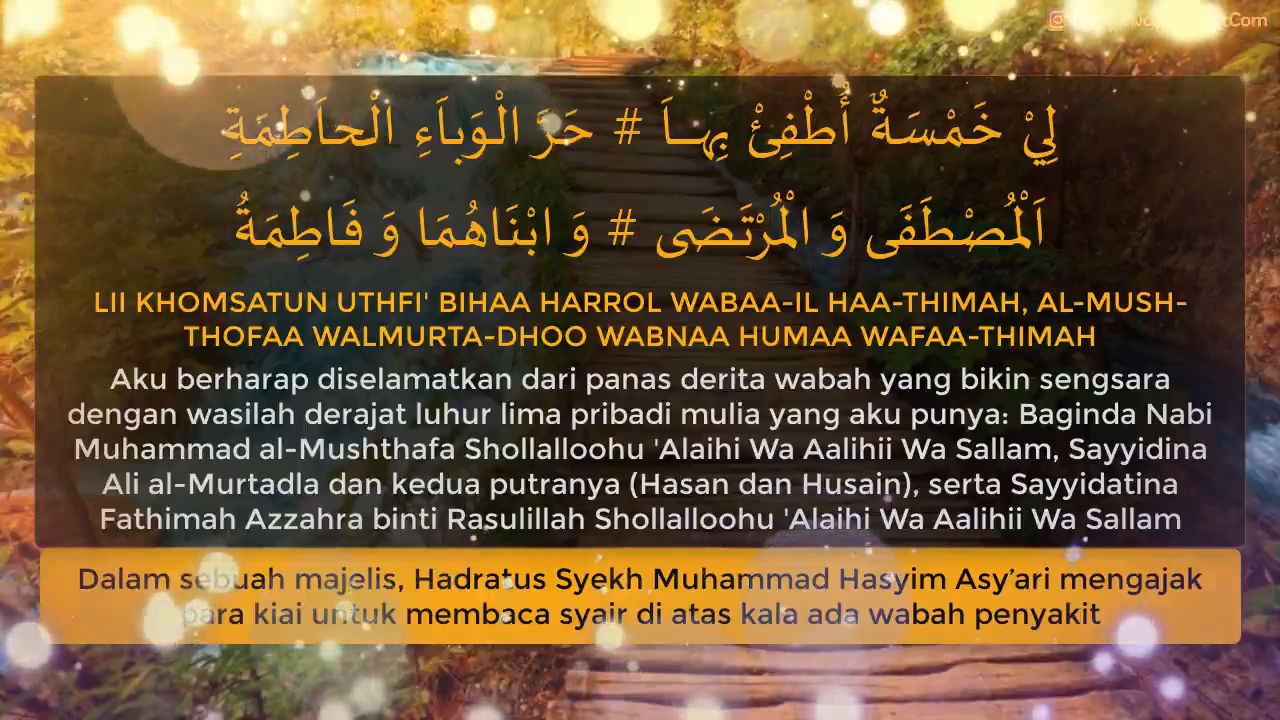 لِيْ خَمْسَةٌ أُطْفِئْ بِهاَ # حَرَّ الْوَبَاءِ الْحاَطِمَةِ
اَلْمُصْطَفَى وَ الْمُرْتَضَى # وَ ابْنَاهُمَا وَ فَاطِمَةُ
LII KHOMSATUN UTHFI' BIHAA HARROL WABAA-IL HAA-THIMAH, AL-MUSH-
THOFAA WALMURTA-DHOO WABNAA HUMAA WAFAA-THIMAH
Aku berharap diselamatkan dari panas derita wabah yang bikin sengsara
dengan wasilah derajat luhur lima pribadi mulia yang aku punya: Baginda Nabi
Muhammad al-Mushthafa Shollalloohu 'Alaihi Wa Aalihii Wa Sallam, Sayyidina
Ali al-Murtadla dan kedua putranya (Hasan dan Husain), serta Sayyidatina
Fathimah Azzahra binti Rasulillah Shollalloohu 'Alaihi Wa Aalihii Wa Sallam
Dalam sebuah majelis, Hadratus Syekh Muhammad Hasyim Asy’ari mengajak
para kiai untuk membaca syair di atas kala ada wabah penyakit